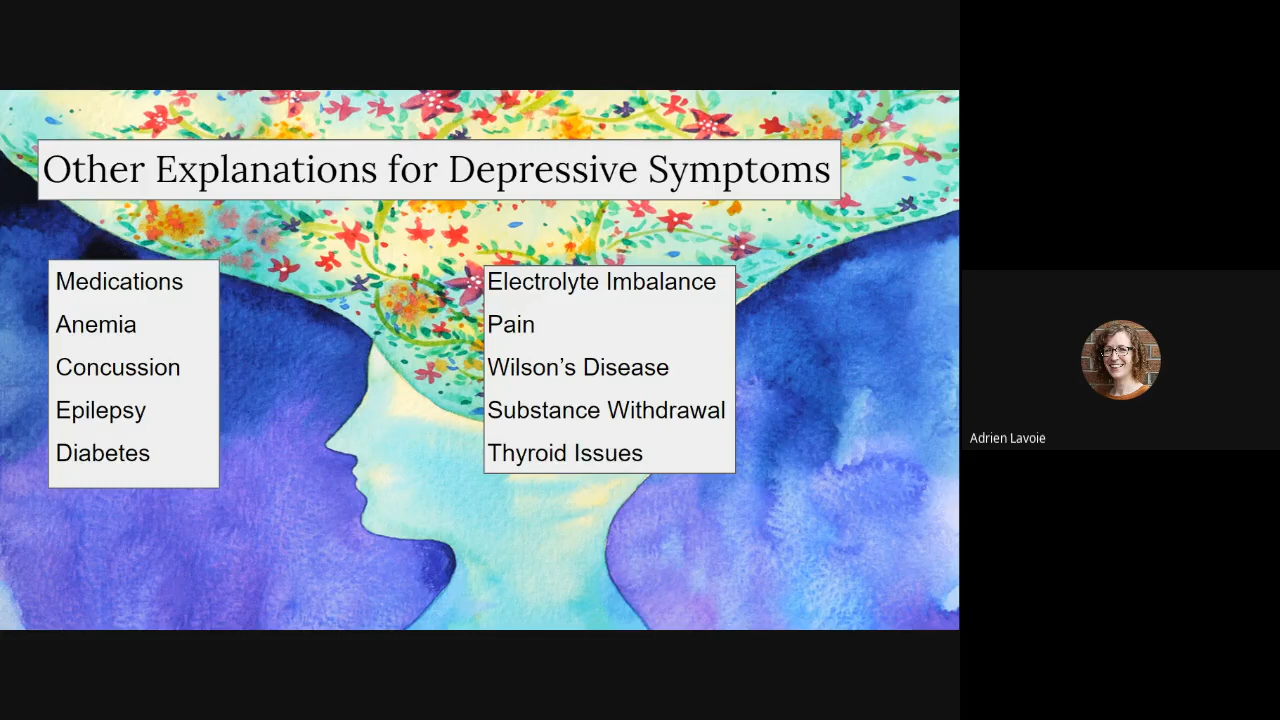 Other Explanations for Depressive Symptoms
Medications
Anemia
Concussion
Epilepsy
Diabetes
Electrolyte Imbalance
Pain
Wilson’s Disease
Substance Withdrawal
Thyroid Issues
Adrien Lavoie